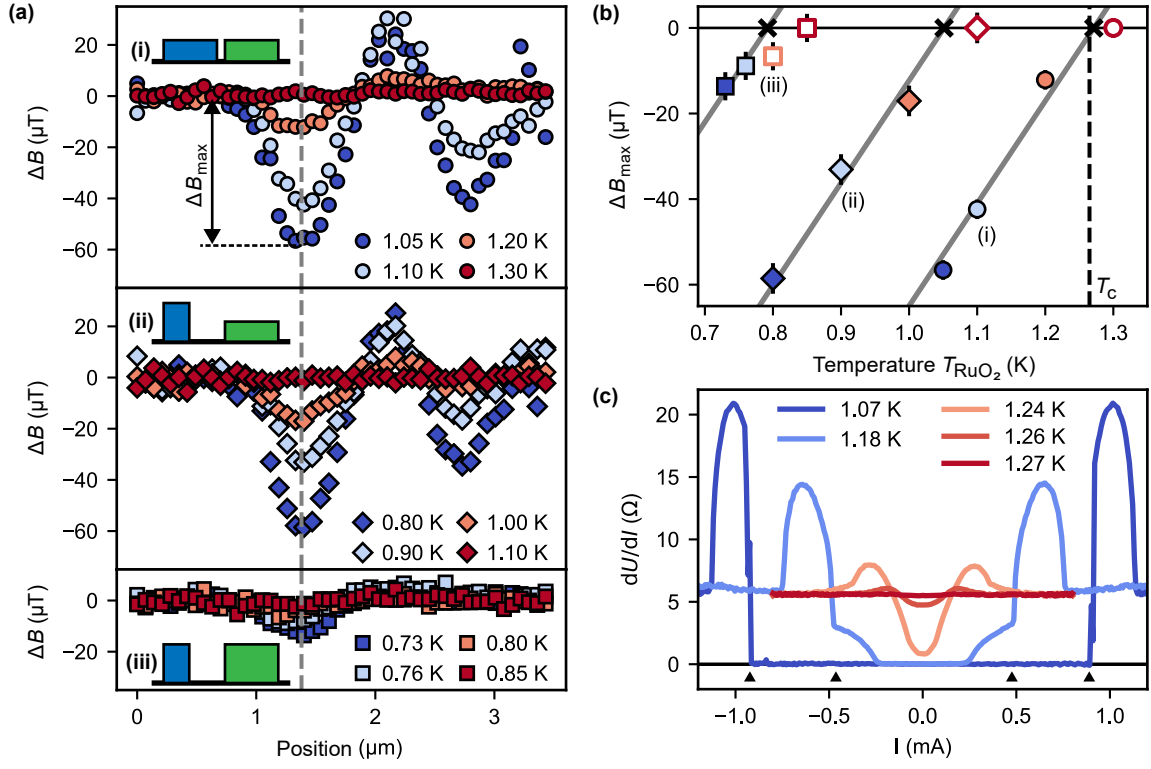 (a)
(i)
20
0
−20
−40
−60
ΔB (µT)
ΔBmax
1.05 K
1.20 K
1.10 K
1.30 K
(ii)
20
0
−20
−40
−60
ΔB (µT)
0.80 K
1.00 K
0.90 K
1.10 K
(iii)
0
−20
ΔB (µT)
0.73 K
0.80 K
0.76 K
0.85 K
0
1
2
3
Position (µm)
(b)
0
−20
−40
−60
ΔBmax (µT)
(iii)
(ii)
(i)
Tc
0.7
0.8
0.9
1.0
1.1
1.2
1.3
Temperature TRuO₂ (K)
(c)
20
15
10
5
0
dU/dI (Ω)
1.07 K
1.24 K
1.18 K
1.26 K
1.27 K
−1.0
−0.5
0.0
0.5
1.0
I (mA)